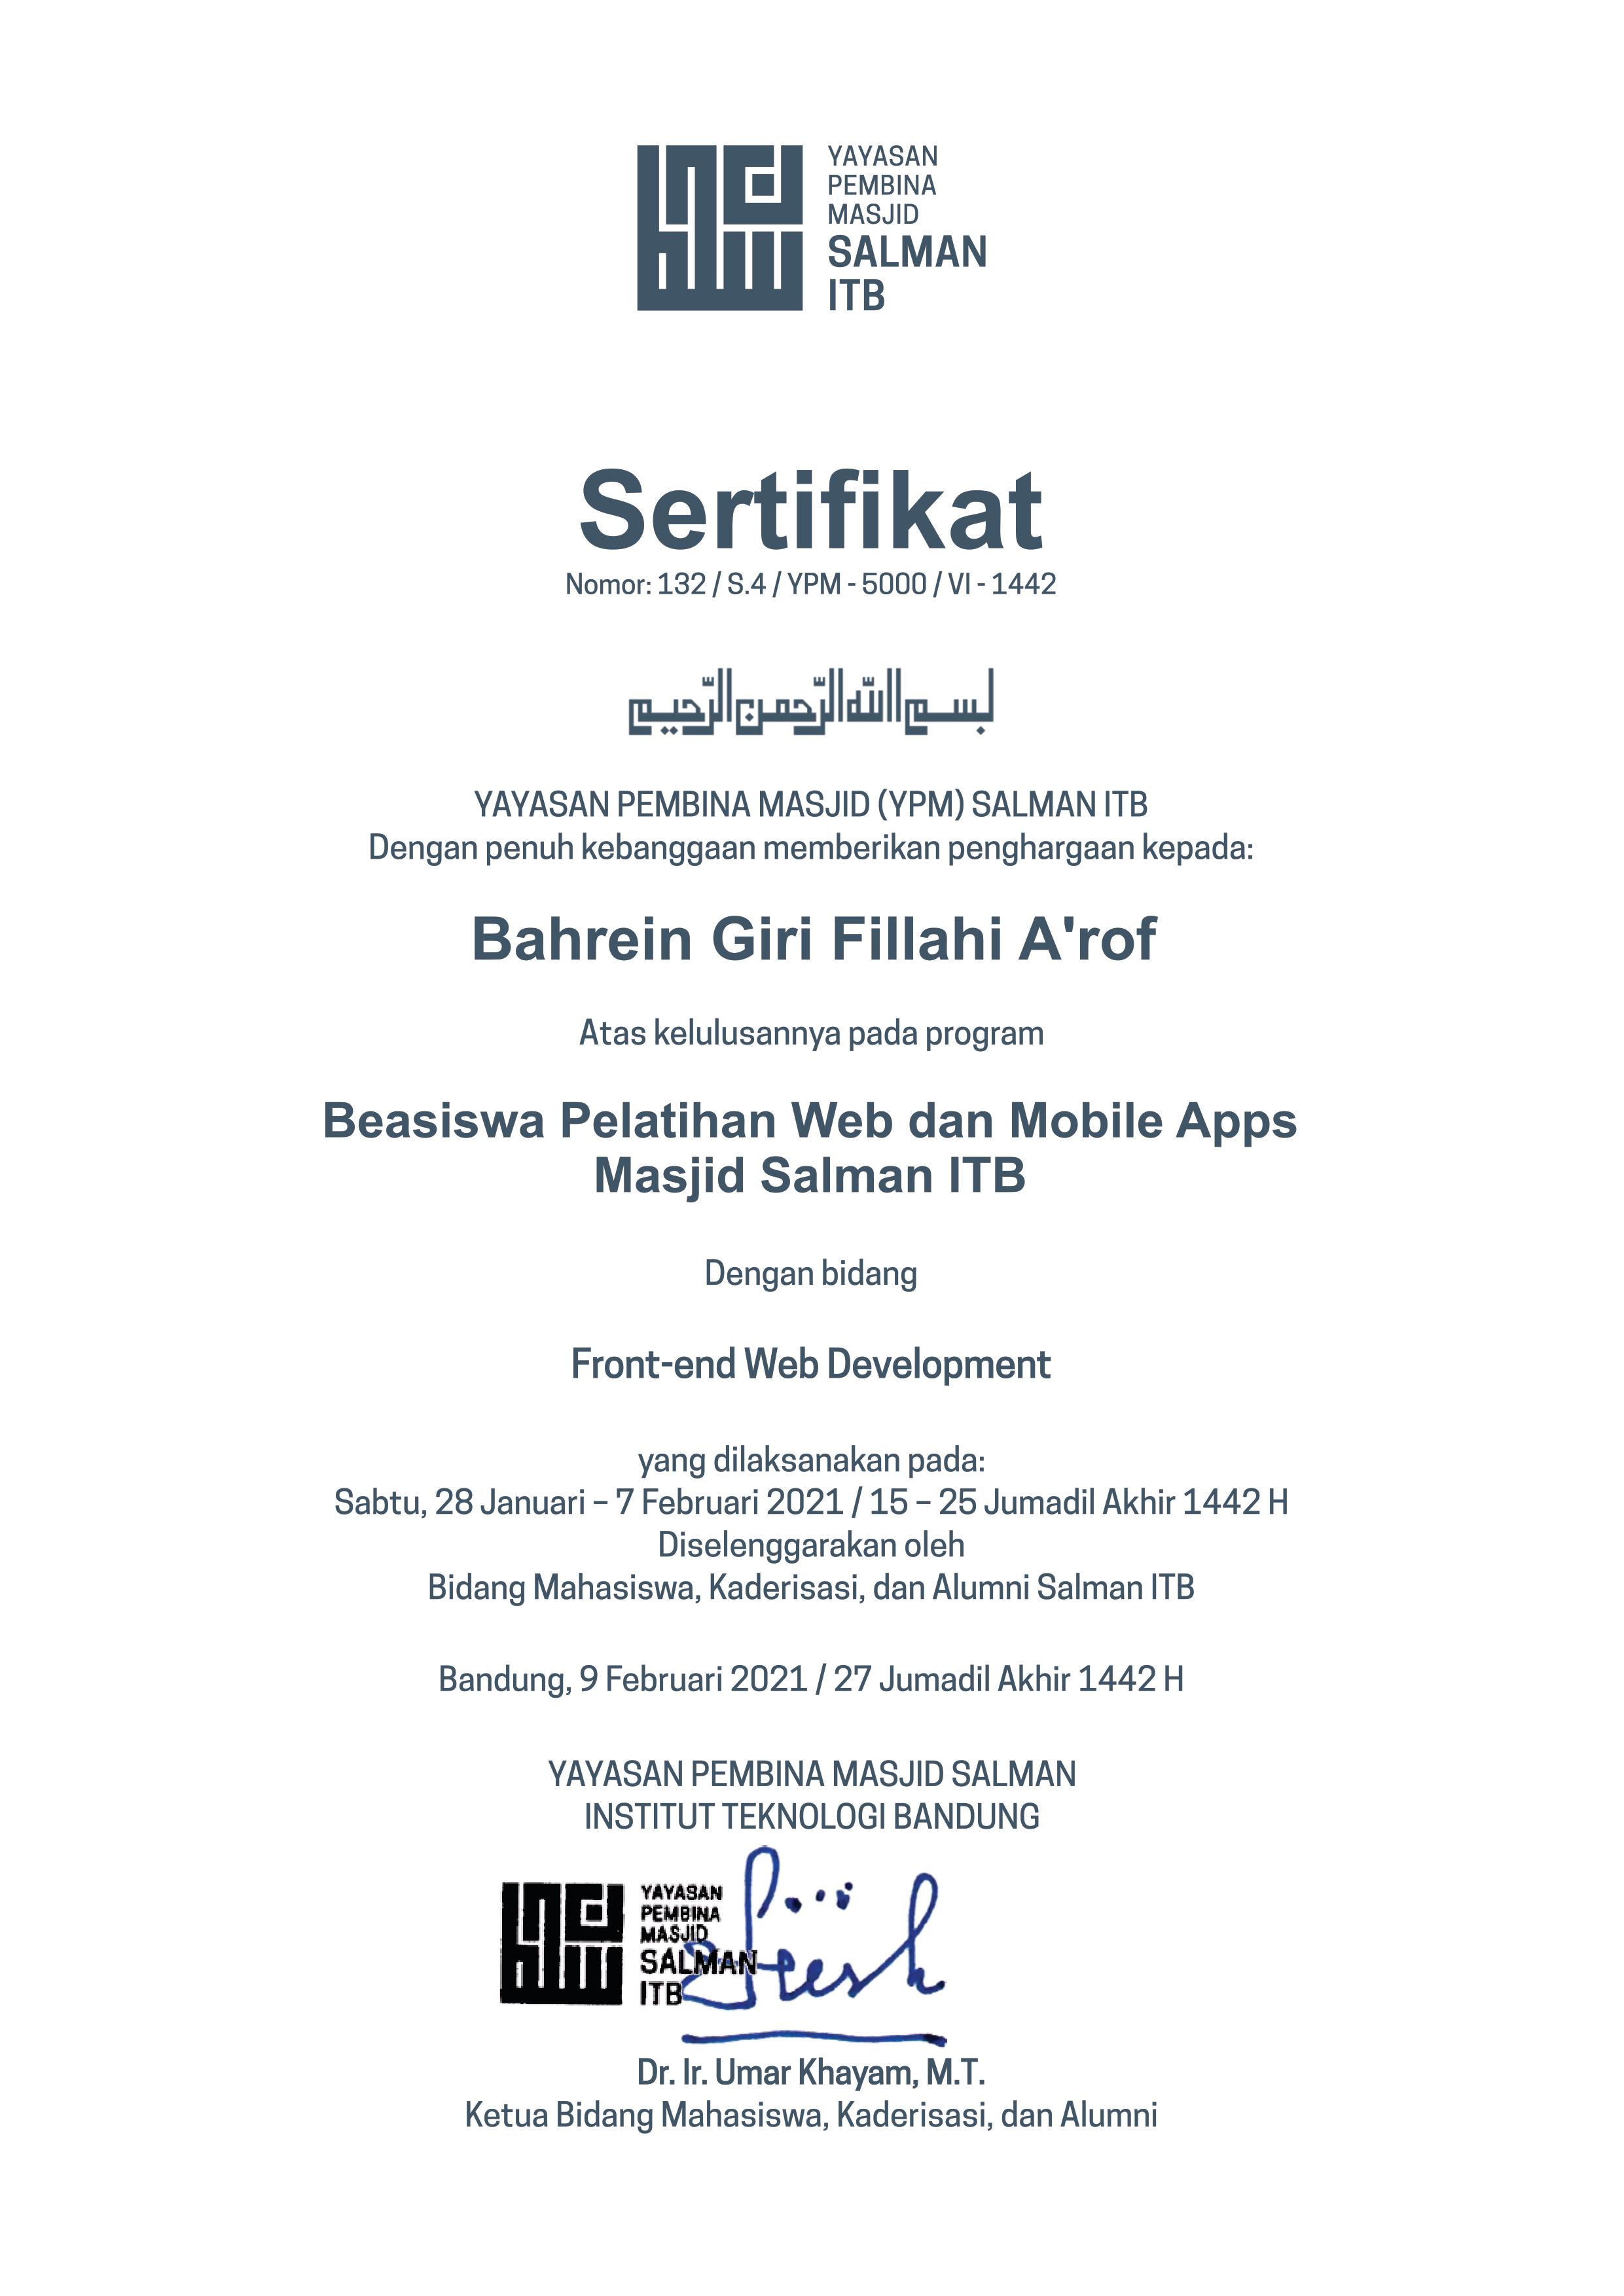 YAYASAN
PEMBINA
MASJID
SALMAN
ITB
Sertifikat
Nomor: 132 / S.4 / YPM - 5000 / VI - 1442
بسم الله الرّحمن الرّحيم
YAYASAN PEMBINA MASJID (YPM) SALMAN ITB
Dengan penuh kebanggaan memberikan penghargaan kepada:
Bahrein Giri Fillahi A'rof
Atas kelulusannya pada program
Beasiswa Pelatihan Web dan Mobile Apps
Masjid Salman ITB
Dengan bidang
Front-end Web Development
yang dilaksanakan pada:
Sabtu, 28 Januari – 7 Februari 2021 / 15 – 25 Jumadil Akhir 1442 H
Diselenggarakan oleh
Bidang Mahasiswa, Kaderisasi, dan Alumni Salman ITB
Bandung, 9 Februari 2021 / 27 Jumadil Akhir 1442 H
YAYASAN PEMBINA MASJID SALMAN
INSTITUT TEKNOLOGI BANDUNG
YAYASAN
PEMBINA
MASJID
SALMAN
ITB
Dr. Ir. Umar Khayam, M.T.
Ketua Bidang Mahasiswa, Kaderisasi, dan Alumni